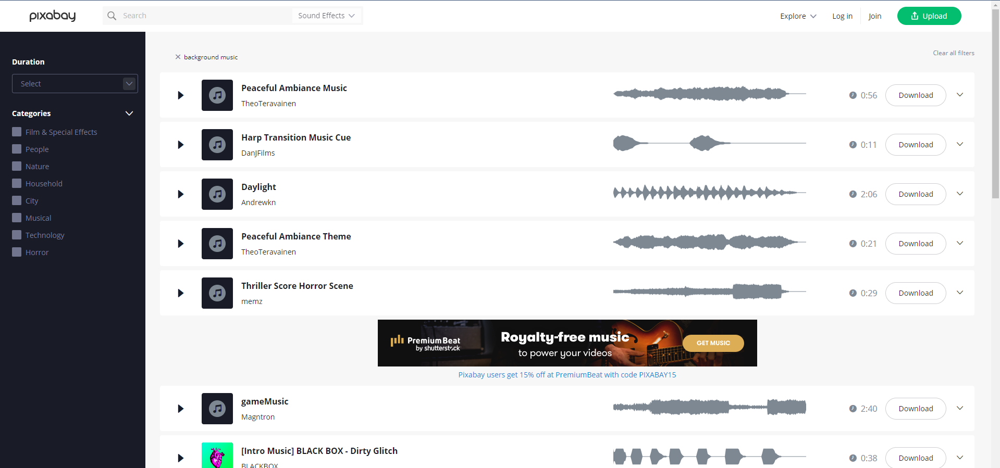 pixabay
Search
Sound Effects
Explore
Log in
Join
Upload
Duration
Select
Categories
Film & Special Effects
People
Nature
Household
City
Musical
Technology
Horror
background music
Clear all filters
Peaceful Ambiance Music
TheoTeravainen
0:56
Download
Harp Transition Music Cue
DanJFilms
0:11
Download
Daylight
Andrewkn
2:06
Download
Peaceful Ambiance Theme
TheoTeravainen
0:21
Download
Thriller Score Horror Scene
memz
0:29
Download
PremiumBeat
by shutterstock
Royalty-free music
to power your videos
GET MUSIC
Pixabay users get 15% off at PremiumBeat with code PIXABAY15
gameMusic
Magntron
2:40
Download
[Intro Music] BLACK BOX - Dirty Glitch
BLACKBOX
0:38
Download